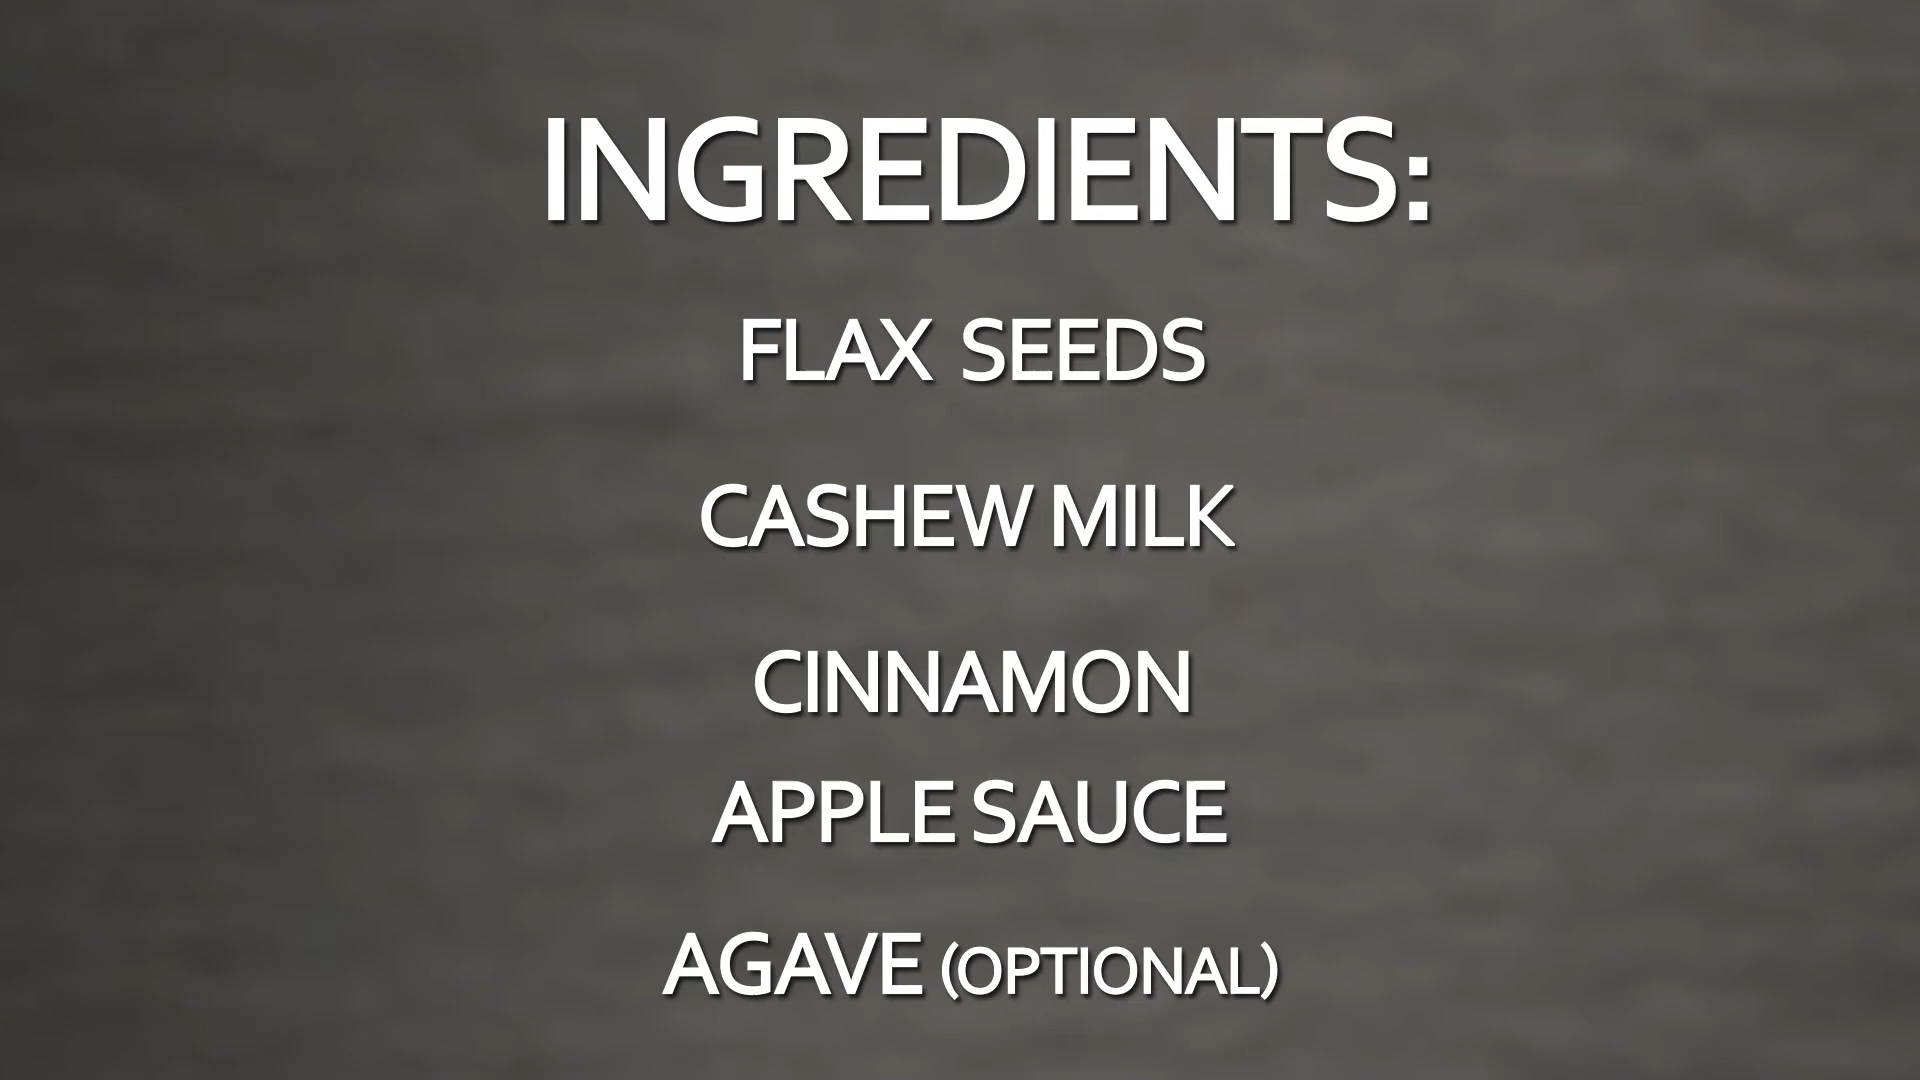 INGREDIENTS:
FLAX SEEDS
CASHEW MILK
CINNAMON
APPLE SAUCE
AGAVE (OPTIONAL)